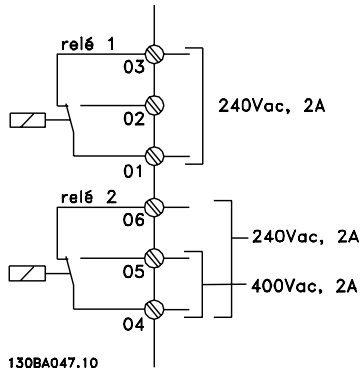 relé 1
03
02
240Vac, 2A
01
relé 2
06
240Vac, 2A
05
400Vac, 2A
04
130BA047.10